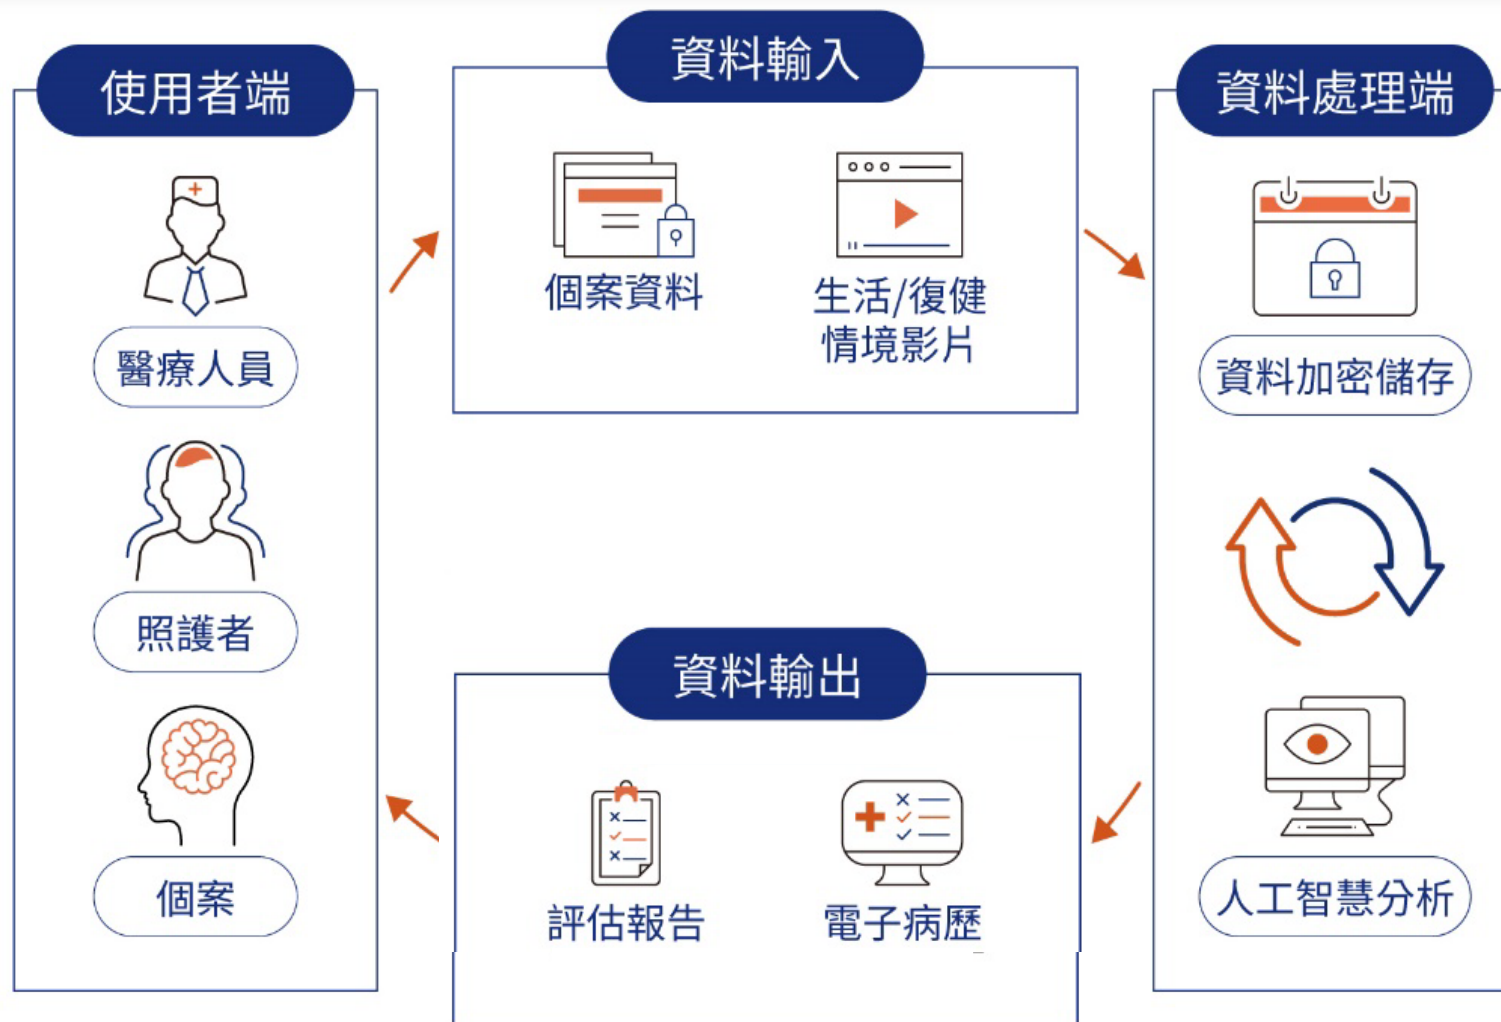 使用者端
醫療人員
照護者
個案
資料輸入
個案資料
生活/復健
情境影片
資料處理端
資料加密儲存
人工智慧分析
資料輸出
評估報告
電子病歷